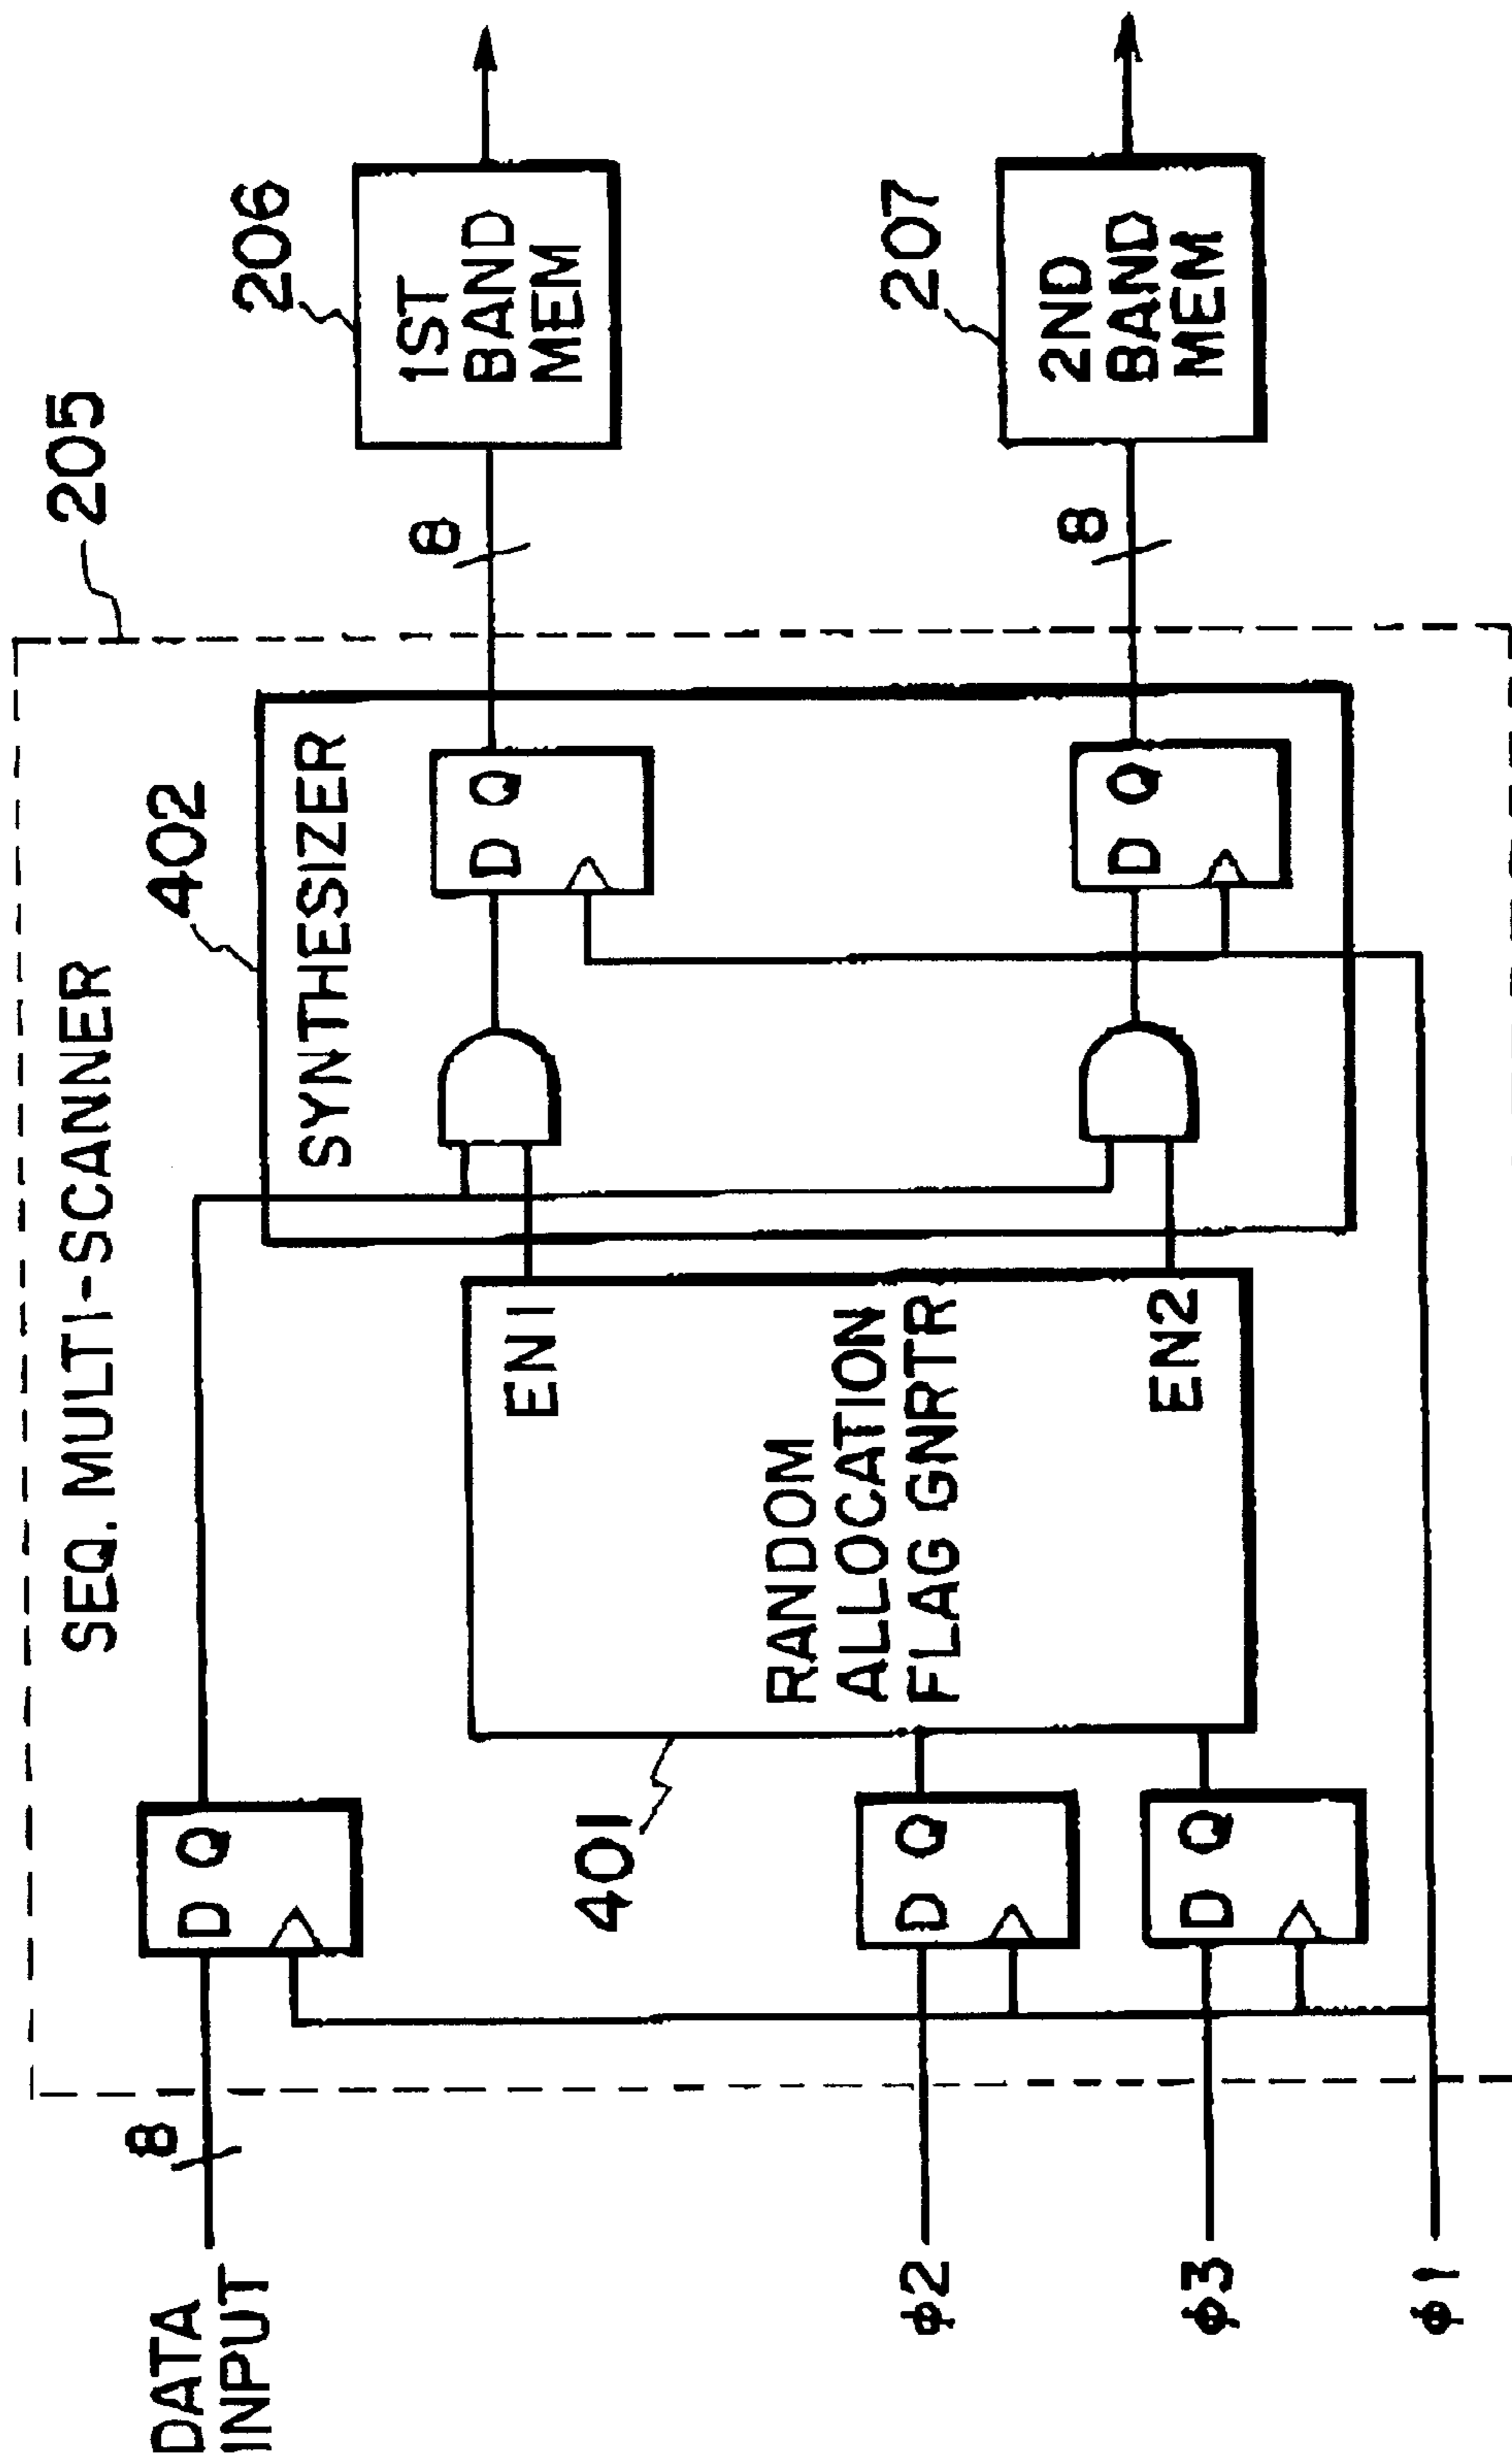 205
SEQ. MULTI-SCANNER
402
SYNTHESIZER
206
1ST
BAND
MEM
8
DATA
INPUT
8
D Q
D Q
EN1
401
RANDOM
ALLOCATION
FLAG GNRTR
EN2
207
2ND
BAND
MEM
8
D Q
ϕ2
D Q
ϕ3
D Q
ϕ1